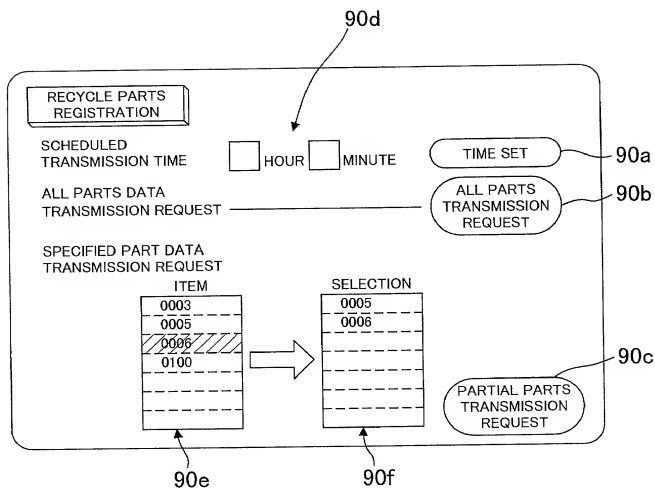 90d
RECYCLE PARTS
REGISTRATION
SCHEDULED
TRANSMISSION TIME
HOUR
MINUTE
TIME SET
90a
ALL PARTS DATA
TRANSMISSION REQUEST
ALL PARTS
TRANSMISSION
REQUEST
90b
SPECIFIED PART DATA
TRANSMISSION REQUEST
ITEM
0003
0005
0006
0100
SELECTION
0005
0006
90c
PARTIAL PARTS
TRANSMISSION
REQUEST
90e
90f